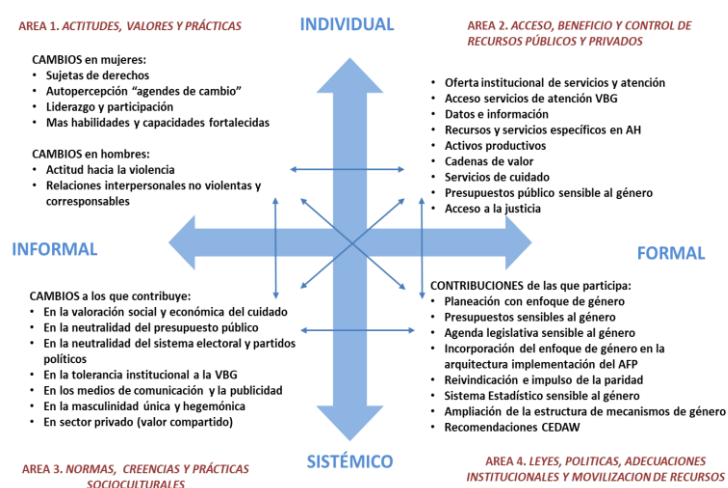 INDIVIDUAL
AREA 1. ACTITUDES, VALORES Y PRÁCTICAS
CAMBIOS en mujeres:
• Sujetas de derechos
• Autopercepción “agendes de cambio”
• Liderazgo y participación
• Mas habilidades y capacidades fortalecidas
CAMBIOS en hombres:
• Actitud hacia la violencia
• Relaciones interpersonales no violentas y
corresponsables
AREA 2. ACCESO, BENEFICIO Y CONTROL DE
RECURSOS PÚBLICOS Y PRIVADOS
• Oferta institucional de servicios y atención
• Acceso servicios de atención VBG
• Datos e información
• Recursos y servicios específicos en AH
• Activos productivos
• Cadenas de valor
• Servicios de cuidado
• Presupuestos público sensible al género
• Acceso a la justicia
INFORMAL
FORMAL
CAMBIOS a los que contribuye:
• En la valoración social y económica del cuidado
• En la neutralidad del presupuesto público
• En la neutralidad del sistema electoral y partidos
políticos
• En la tolerancia institucional a la VBG
• En los medios de comunicación y la publicidad
• En la masculinidad única y hegemónica
• En sector privado (valor compartido)
AREA 3. NORMAS, CREENCIAS Y PRÁCTICAS
SOCIOCULTURALES
CONTRIBUCIONES de las que participa:
• Planeación con enfoque de género
• Presupuestos sensibles al género
• Agenda legislativa sensible al género
• Incorporación del enfoque de género en la
arquitectura implementación del AFP
• Reivindicación e impulso de la paridad
• Sistema Estadístico sensible al género
• Ampliación de la estructura de mecanismos de género
• Recomendaciones CEDAW
SISTÉMICO
AREA 4. LEYES, POLITICAS, ADECUACIONES
INSTITUCIONALES Y MOVILIZACION DE RECURSOS